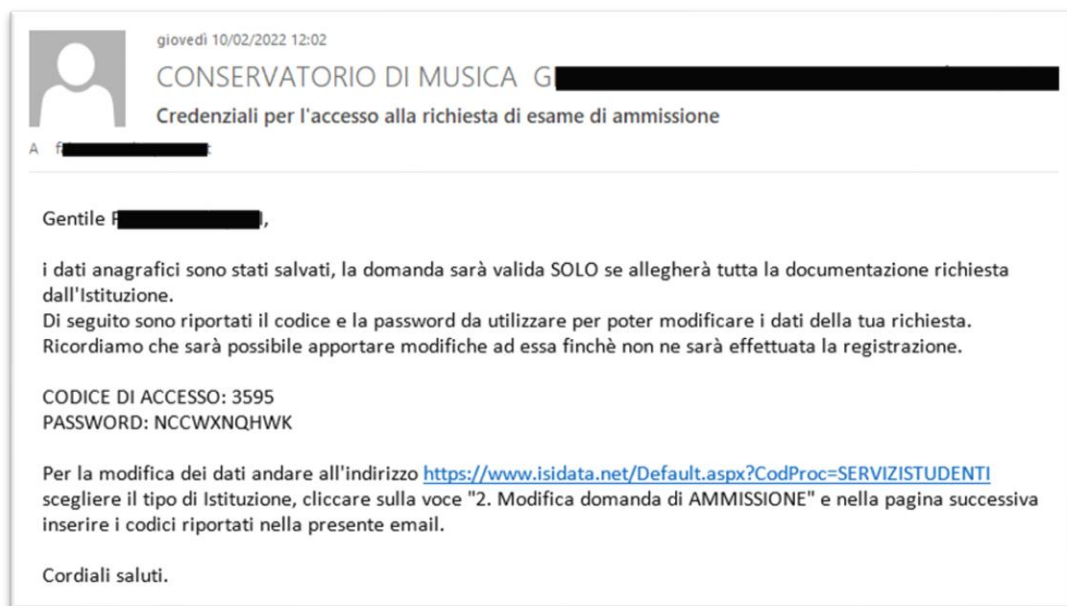 giovedì 10/02/2022 12:02
CONSERVATORIO DI MUSICA G
Credenziali per l'accesso alla richiesta di esame di ammissione
A f
Gentile F ,
i dati anagrafici sono stati salvati, la domanda sarà valida SOLO se allegherà tutta la documentazione richiesta
dall'Istituzione.
Di seguito sono riportati il codice e la password da utilizzare per poter modificare i dati della tua richiesta.
Ricordiamo che sarà possibile apportare modifiche ad essa finchè non ne sarà effettuata la registrazione.
CODICE DI ACCESSO: 3595
PASSWORD: NCCWXNQHWK
Per la modifica dei dati andare all'indirizzo https://www.isidata.net/Default.aspx?CodProc=SERVIZISTUDENTI
scegliere il tipo di Istituzione, cliccare sulla voce "2. Modifica domanda di AMMISSIONE" e nella pagina successiva
inserire i codici riportati nella presente email.
Cordiali saluti.